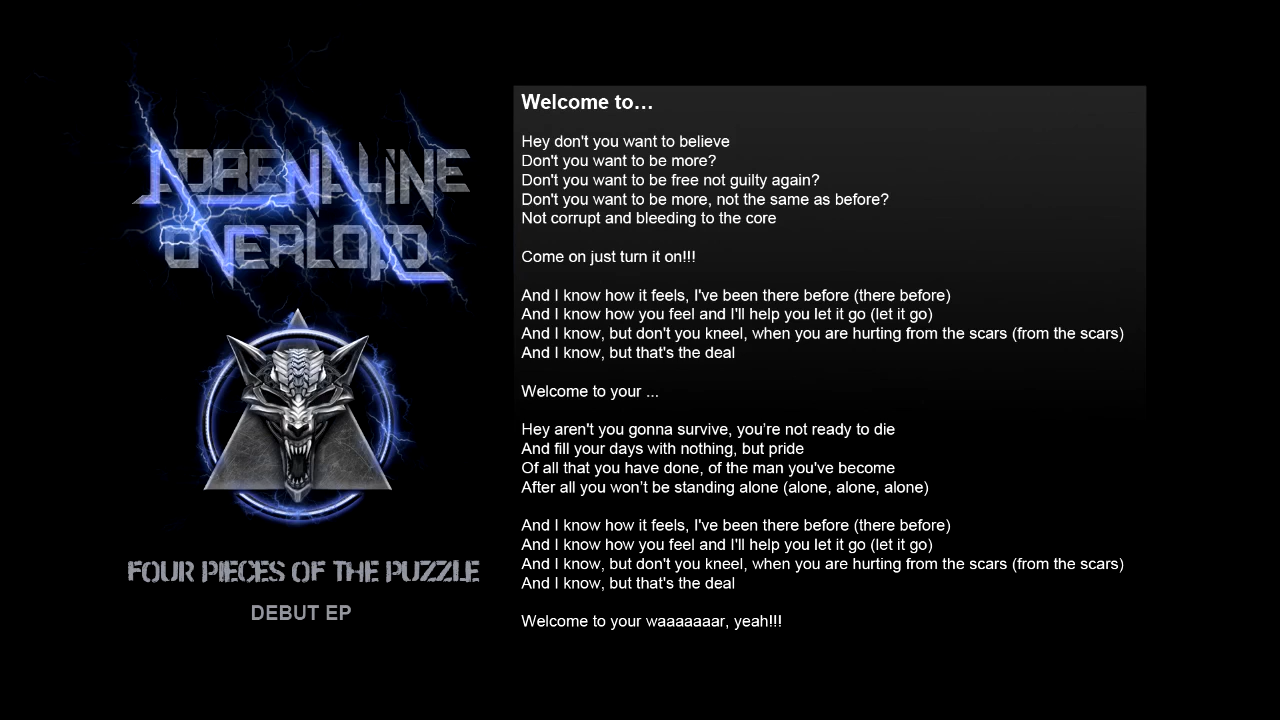 ADRENALINE
OVERLOAD
FOUR PIECES OF THE PUZZLE
DEBUT EP
Welcome to…
Hey don't you want to believe
Don't you want to be more?
Don't you want to be free not guilty again?
Don't you want to be more, not the same as before?
Not corrupt and bleeding to the core
Come on just turn it on!!!
And I know how it feels, I've been there before (there before)
And I know how you feel and I'll help you let it go (let it go)
And I know, but don't you kneel, when you are hurting from the scars (from the scars)
And I know, but that's the deal
Welcome to your ...
Hey aren't you gonna survive, you’re not ready to die
And fill your days with nothing, but pride
Of all that you have done, of the man you've become
After all you won’t be standing alone (alone, alone, alone)
And I know how it feels, I've been there before (there before)
And I know how you feel and I'll help you let it go (let it go)
And I know, but don't you kneel, when you are hurting from the scars (from the scars)
And I know, but that's the deal
Welcome to your waaaaaaar, yeah!!!